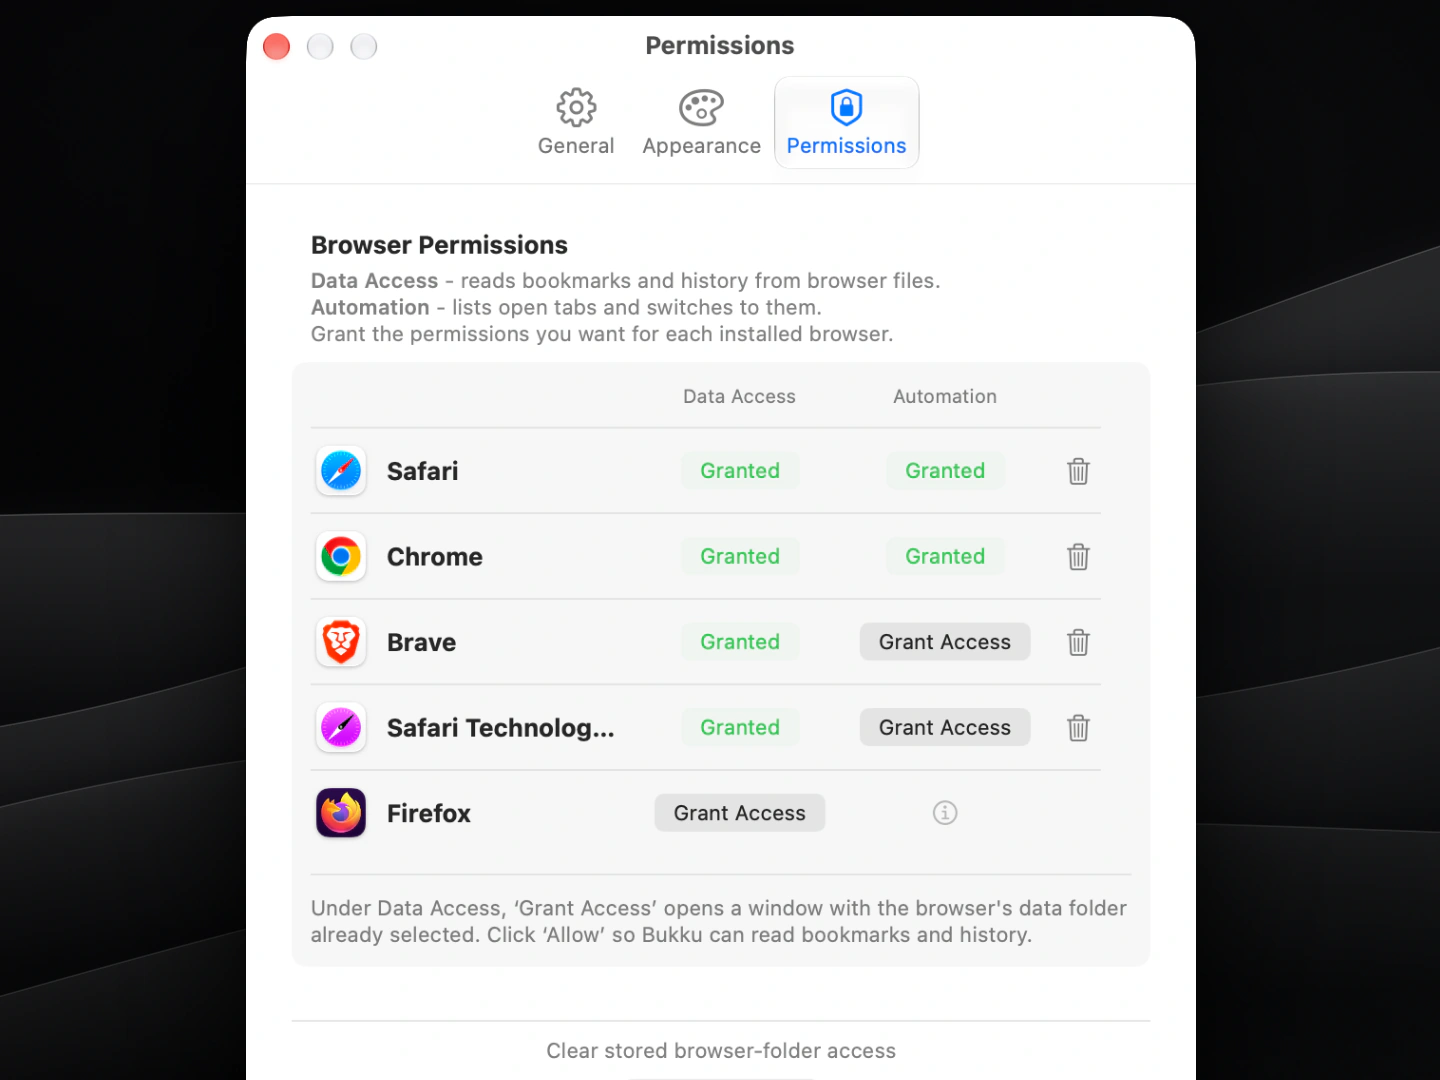 Permissions
General
Appearance
Permissions
Browser Permissions
Data Access - reads bookmarks and history from browser files.
Automation - lists open tabs and switches to them.
Grant the permissions you want for each installed browser.
Data Access
Automation
Safari
Granted
Granted
Chrome
Granted
Granted
Brave
Granted
Grant Access
Safari Technolog...
Granted
Grant Access
Firefox
Grant Access
Under Data Access, ‘Grant Access’ opens a window with the browser's data folder
already selected. Click ‘Allow’ so Bukku can read bookmarks and history.
Clear stored browser-folder access